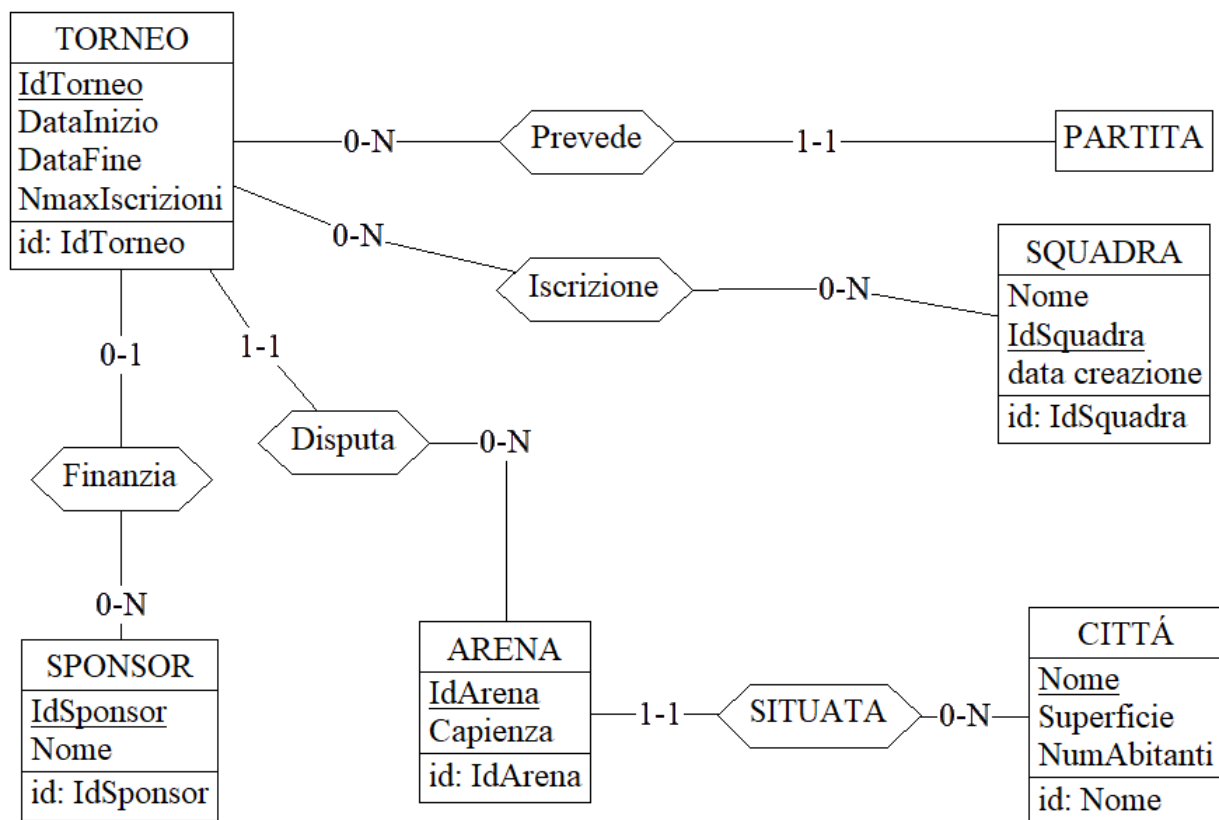 TORNEO
IdTorneo
DataInizio
DataFine
NmaxIscrizioni
id: IdTorneo
0-N
Prevede
1-1
PARTITA
0-N
Iscrizione
0-N
SQUADRA
Nome
IdSquadra
data creazione
id: IdSquadra
0-1
1-1
Disputa
0-N
Finanzia
0-N
SPONSOR
IdSponsor
Nome
id: IdSponsor
ARENA
IdArena
Capienza
id: IdArena
1-1
SITUATA
0-N
CITTÁ
Nome
Superficie
NumAbitanti
id: Nome